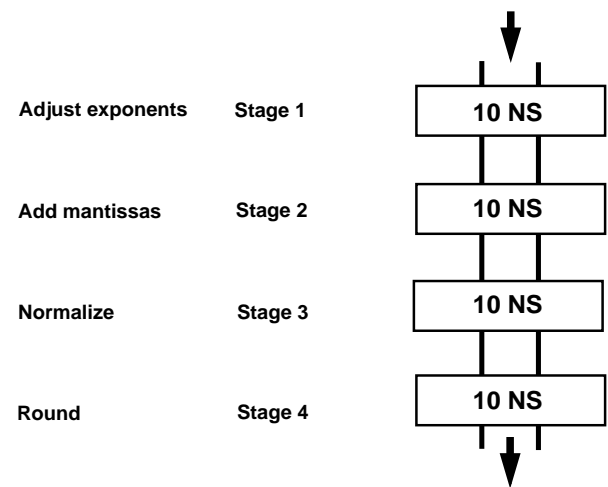 Adjust exponents Stage 1 10 NS
Add mantissas Stage 2 10 NS
Normalize Stage 3 10 NS
Round Stage 4 10 NS